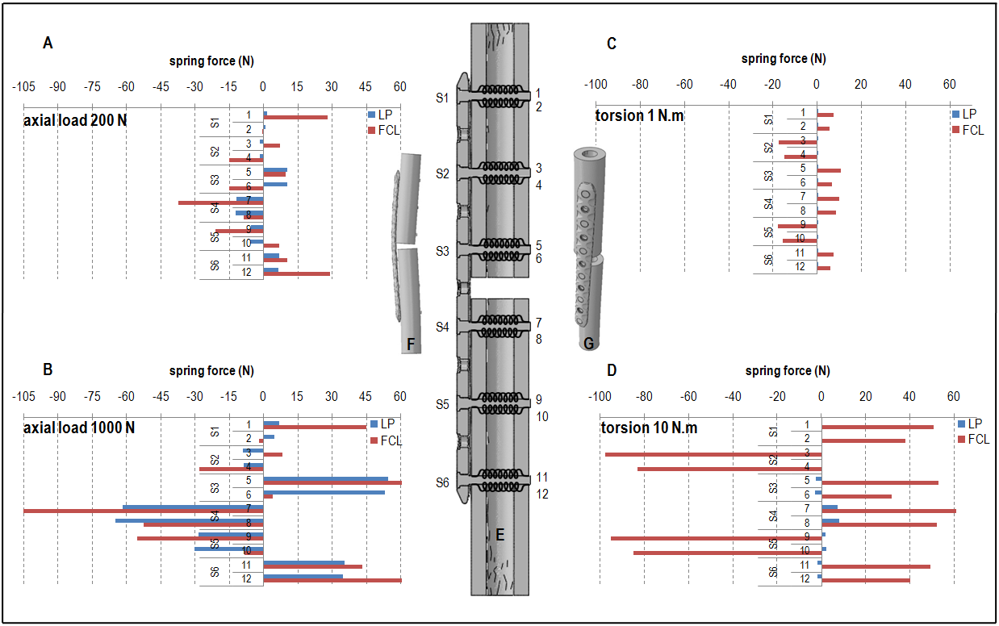 A
spring force (N)
-105 -90 -75 -60 -45 -30 -15 0 15 30 45 60
axial load 200 N
LP
FCL
S1 1
2
S2 3
4
S3 5
6
S4 7
8
S5 9
10
S6 11
12
B
spring force (N)
-105 -90 -75 -60 -45 -30 -15 0 15 30 45 60
axial load 1000 N
LP
FCL
S1 1
2
S2 3
4
S3 5
6
S4 7
8
S5 9
10
S6 11
12
F
S1 1
2
S2 3
4
S3 5
6
S4 7
8
S5 9
10
S6 11
12
E
G
C
spring force (N)
-100 -80 -60 -40 -20 0 20 40 60
torsion 1 N.m
LP
FCL
S1 1
2
S2 3
4
S3 5
6
S4 7
8
S5 9
10
S6 11
12
D
spring force (N)
-100 -80 -60 -40 -20 0 20 40 60
torsion 10 N.m
LP
FCL
S1 1
2
S2 3
4
S3 5
6
S4 7
8
S5 9
10
S6 11
12